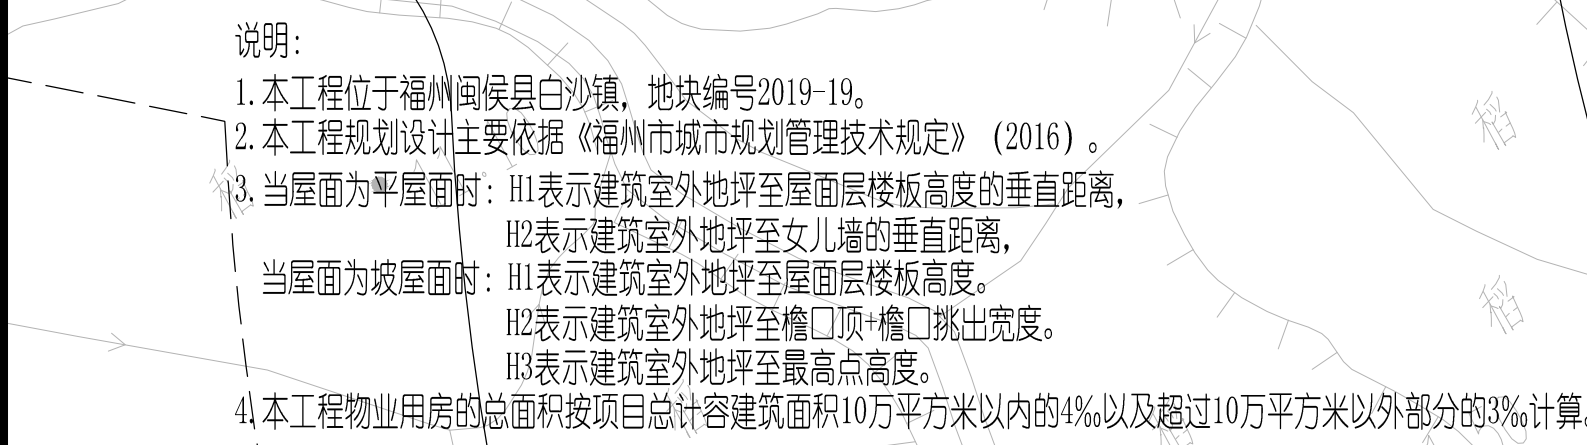 说明：
1.本工程位于福州闽侯县白沙镇，地块编号2019-19。
2.本工程规划设计主要依据《福州市城市规划管理技术规定》（2016）。
3.当屋面为平屋面时：H1表示建筑室外地坪至屋面层楼板高度的垂直距离，
H2表示建筑室外地坪至女儿墙的垂直距离，
当屋面为坡屋面时：H1表示建筑室外地坪至屋面层楼板高度。
H2表示建筑室外地坪至檐口顶+檐口挑出宽度。
H3表示建筑室外地坪至最高点高度。
4.本工程物业用房的总面积按项目总计容建筑面积10万平方米以内的4‰以及超过10万平方米以外部分的3‰计算。
稻
稻
稻
稻
稻